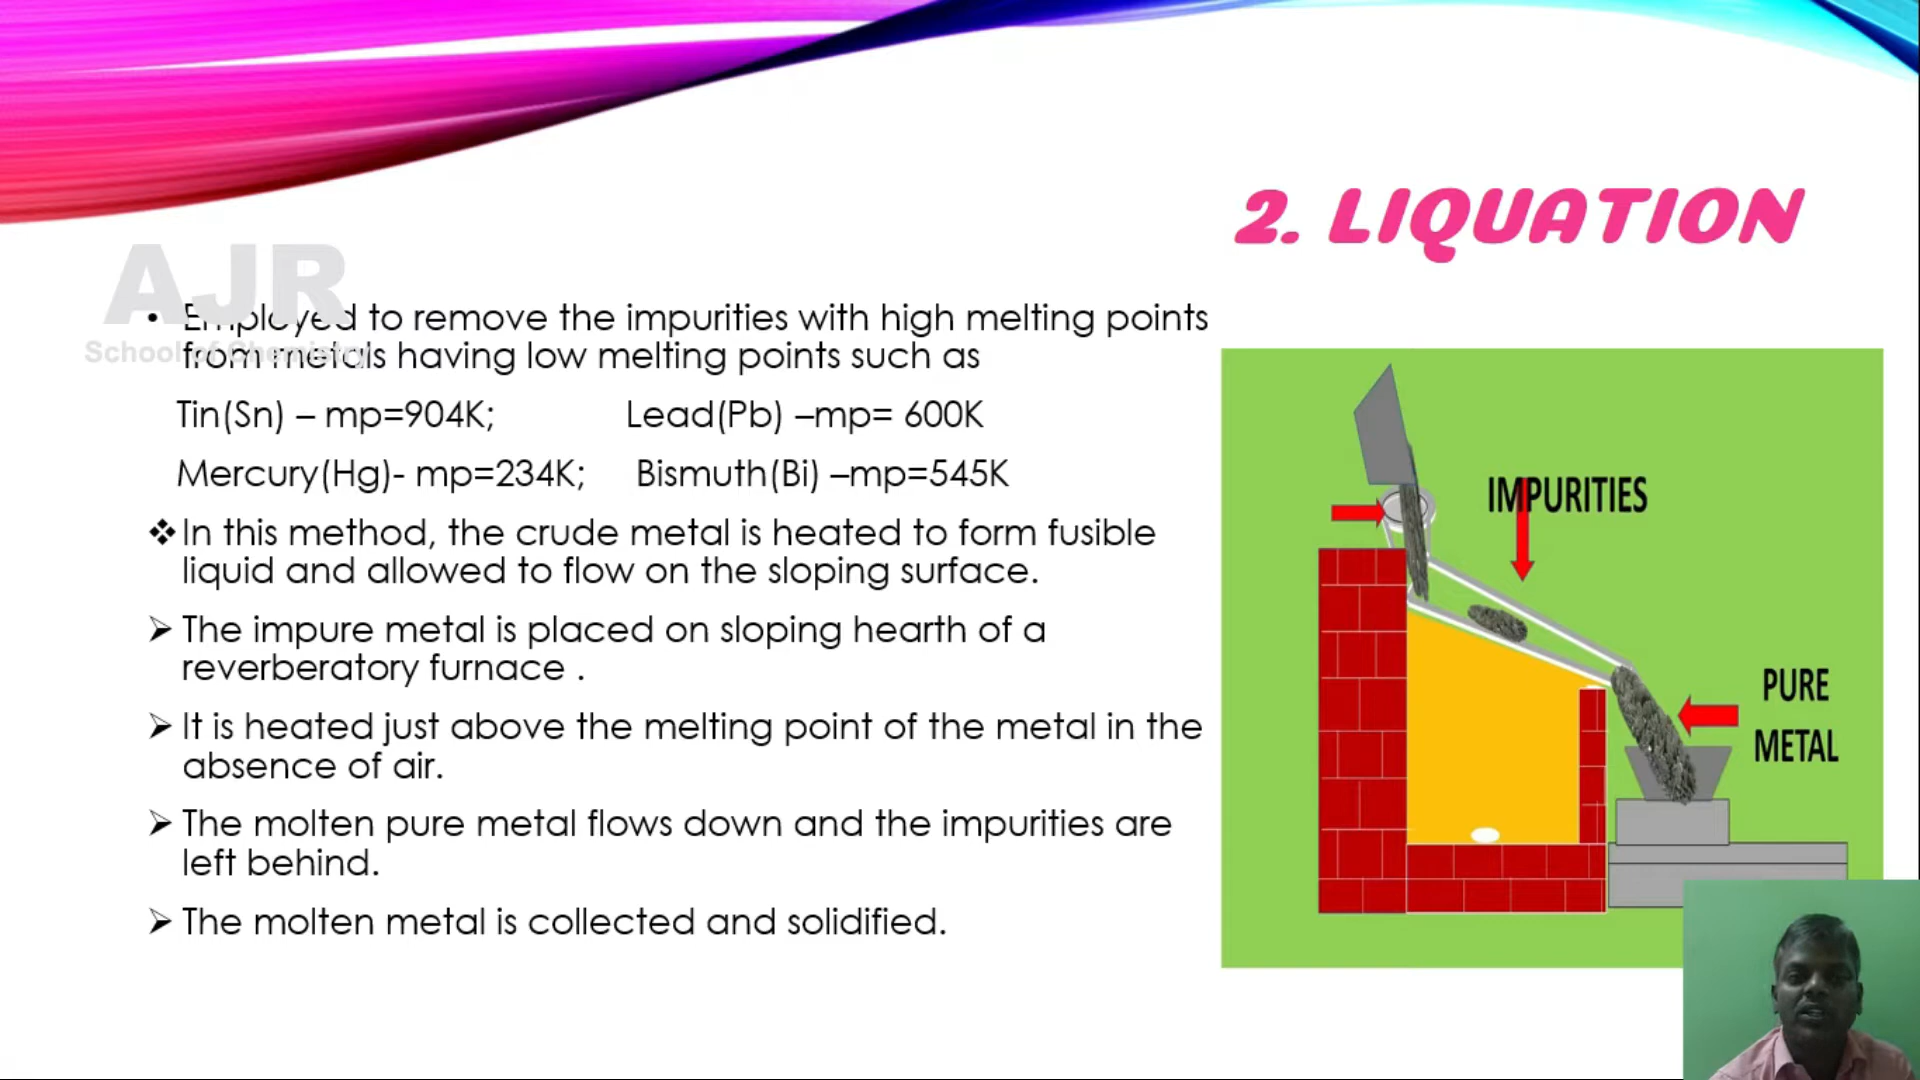 2. LIQUATION
AJR
School of Chemistry
• Employed to remove the impurities with high melting points
from metals having low melting points such as
Tin(Sn) – mp=904K; Lead(Pb) –mp= 600K
Mercury(Hg)- mp=234K; Bismuth(Bi) –mp=545K
❖In this method, the crude metal is heated to form fusible
liquid and allowed to flow on the sloping surface.
➢ The impure metal is placed on sloping hearth of a
reverberatory furnace .
➢ It is heated just above the melting point of the metal in the
absence of air.
➢ The molten pure metal flows down and the impurities are
left behind.
➢ The molten metal is collected and solidified.
IMPURITIES
PURE
METAL